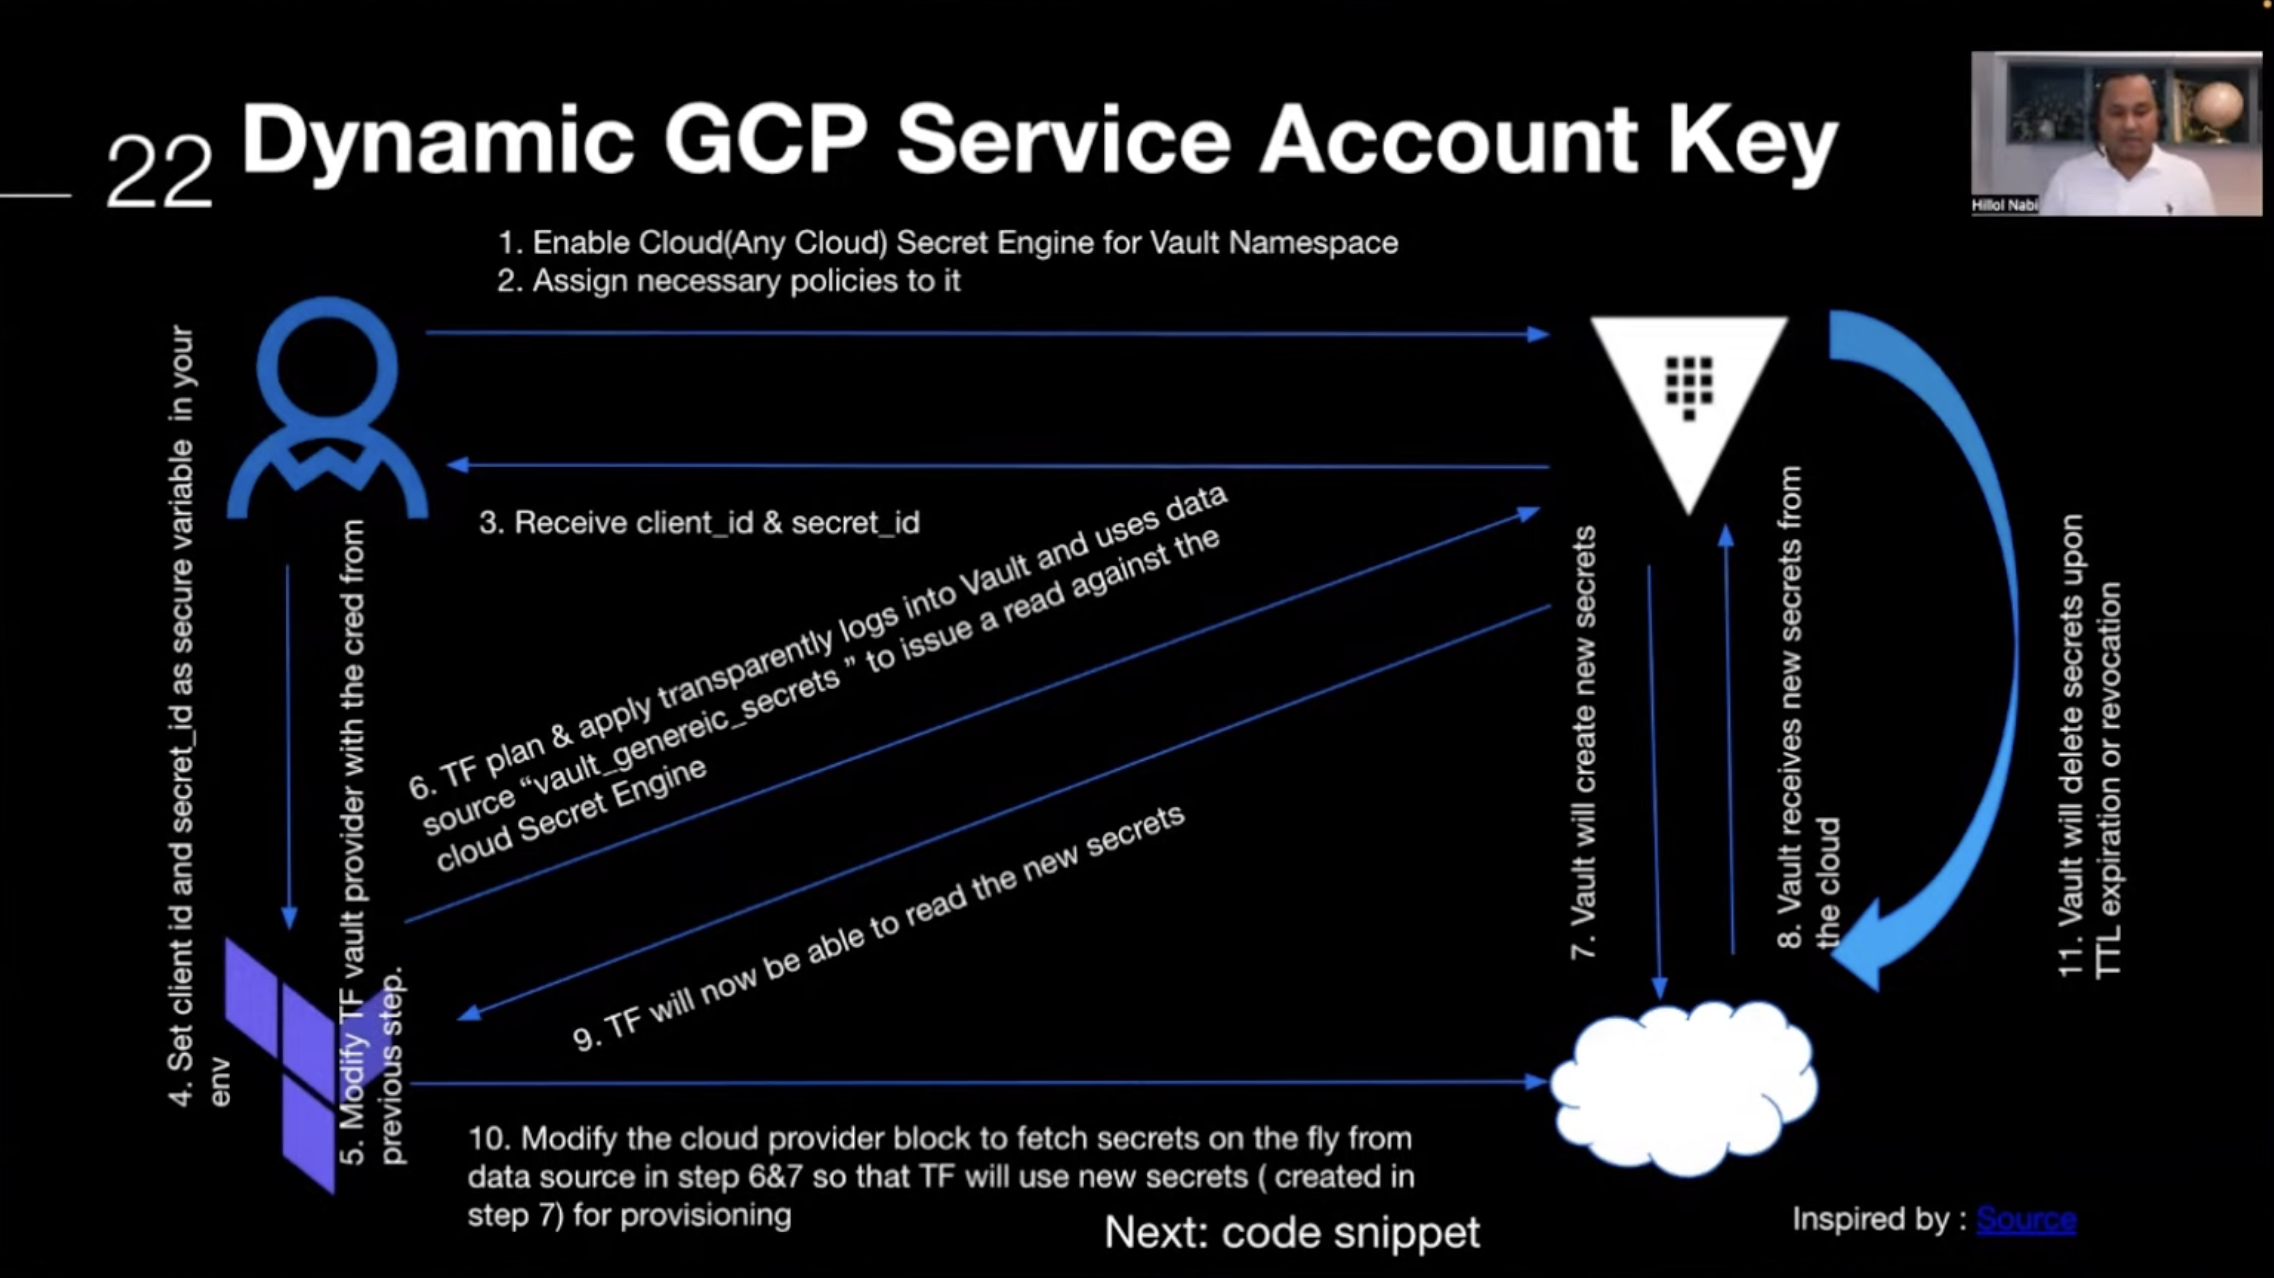 22 Dynamic GCP Service Account Key
Hillol Nabi
1. Enable Cloud(Any Cloud) Secret Engine for Vault Namespace
2. Assign necessary policies to it
3. Receive client_id & secret_id
4. Set client id and secret_id as secure variable in your
env
5. Modify TF vault provider with the cred from
previous step.
6. TF plan & apply transparently logs into Vault and uses data
source “vault_genereic_secrets ” to issue a read against the
cloud Secret Engine
7. Vault will create new secrets
8. Vault receives new secrets from
the cloud
9. TF will now be able to read the new secrets
10. Modify the cloud provider block to fetch secrets on the fly from
data source in step 6&7 so that TF will use new secrets ( created in
step 7) for provisioning
11. Vault will delete secrets upon
TTL expiration or revocation
Next: code snippet
Inspired by : Source